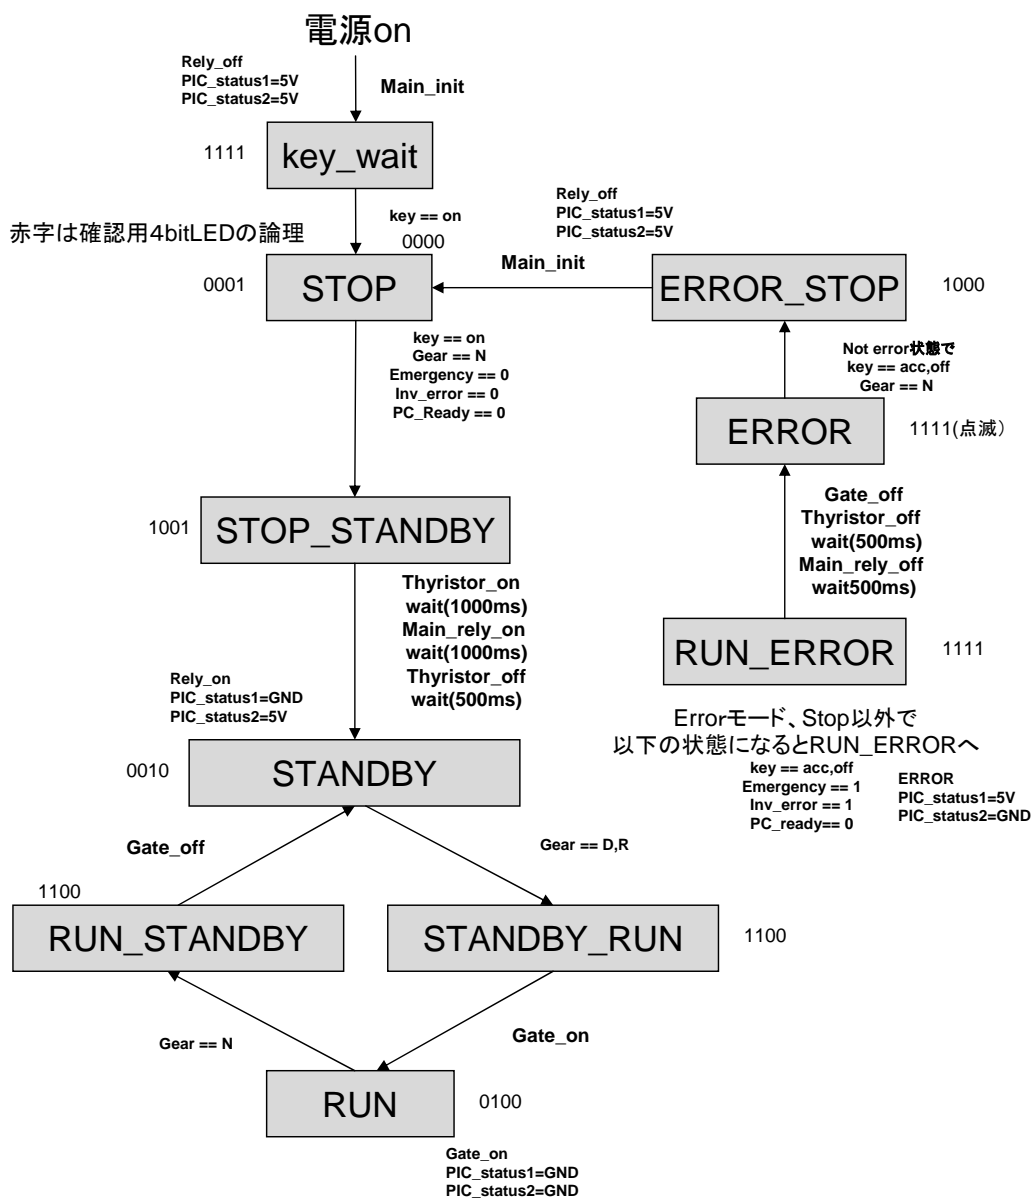 電源on
Rely_off
PIC_status1=5V
PIC_status2=5V
Main_init
1111
key_wait
key == on
0000
赤字は確認用4bitLEDの論理
Rely_off
PIC_status1=5V
PIC_status2=5V
Main_init
0001
STOP
ERROR_STOP
1000
key == on
Gear == N
Emergency == 0
Inv_error == 0
PC_Ready == 0
Not error状態で
key == acc,off
Gear == N
ERROR
1111(点滅）
Gate_off
Thyristor_off
wait(500ms)
Main_rely_off
wait500ms)
1001
STOP_STANDBY
Thyristor_on
wait(1000ms)
Main_rely_on
wait(1000ms)
Thyristor_off
wait(500ms)
RUN_ERROR
1111
Rely_on
PIC_status1=GND
PIC_status2=5V
Errorモード、Stop以外で
以下の状態になるとRUN_ERRORへ
key == acc,off
Emergency == 1
Inv_error == 1
PC_ready== 0
ERROR
PIC_status1=5V
PIC_status2=GND
0010
STANDBY
Gate_off
Gear == D,R
1100
RUN_STANDBY
STANDBY_RUN
1100
Gear == N
Gate_on
RUN
0100
Gate_on
PIC_status1=GND
PIC_status2=GND